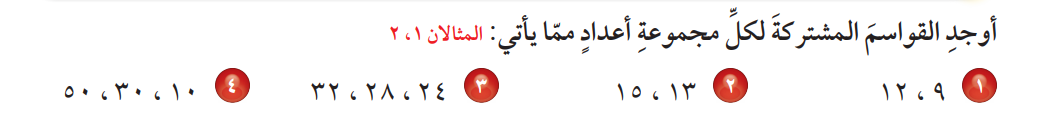 أوجدِ القواسمَ المشتركةَ لكلِّ مجموعةِ أعدادٍ ممّا يأتي: المثالان ١، ٢
١ ٩ ، ١٢ ٢ ١٣ ، ١٥ ٣ ٢٤ ، ٢٨ ، ٣٢ ٤ ١٠ ، ٣٠ ، ٥٠